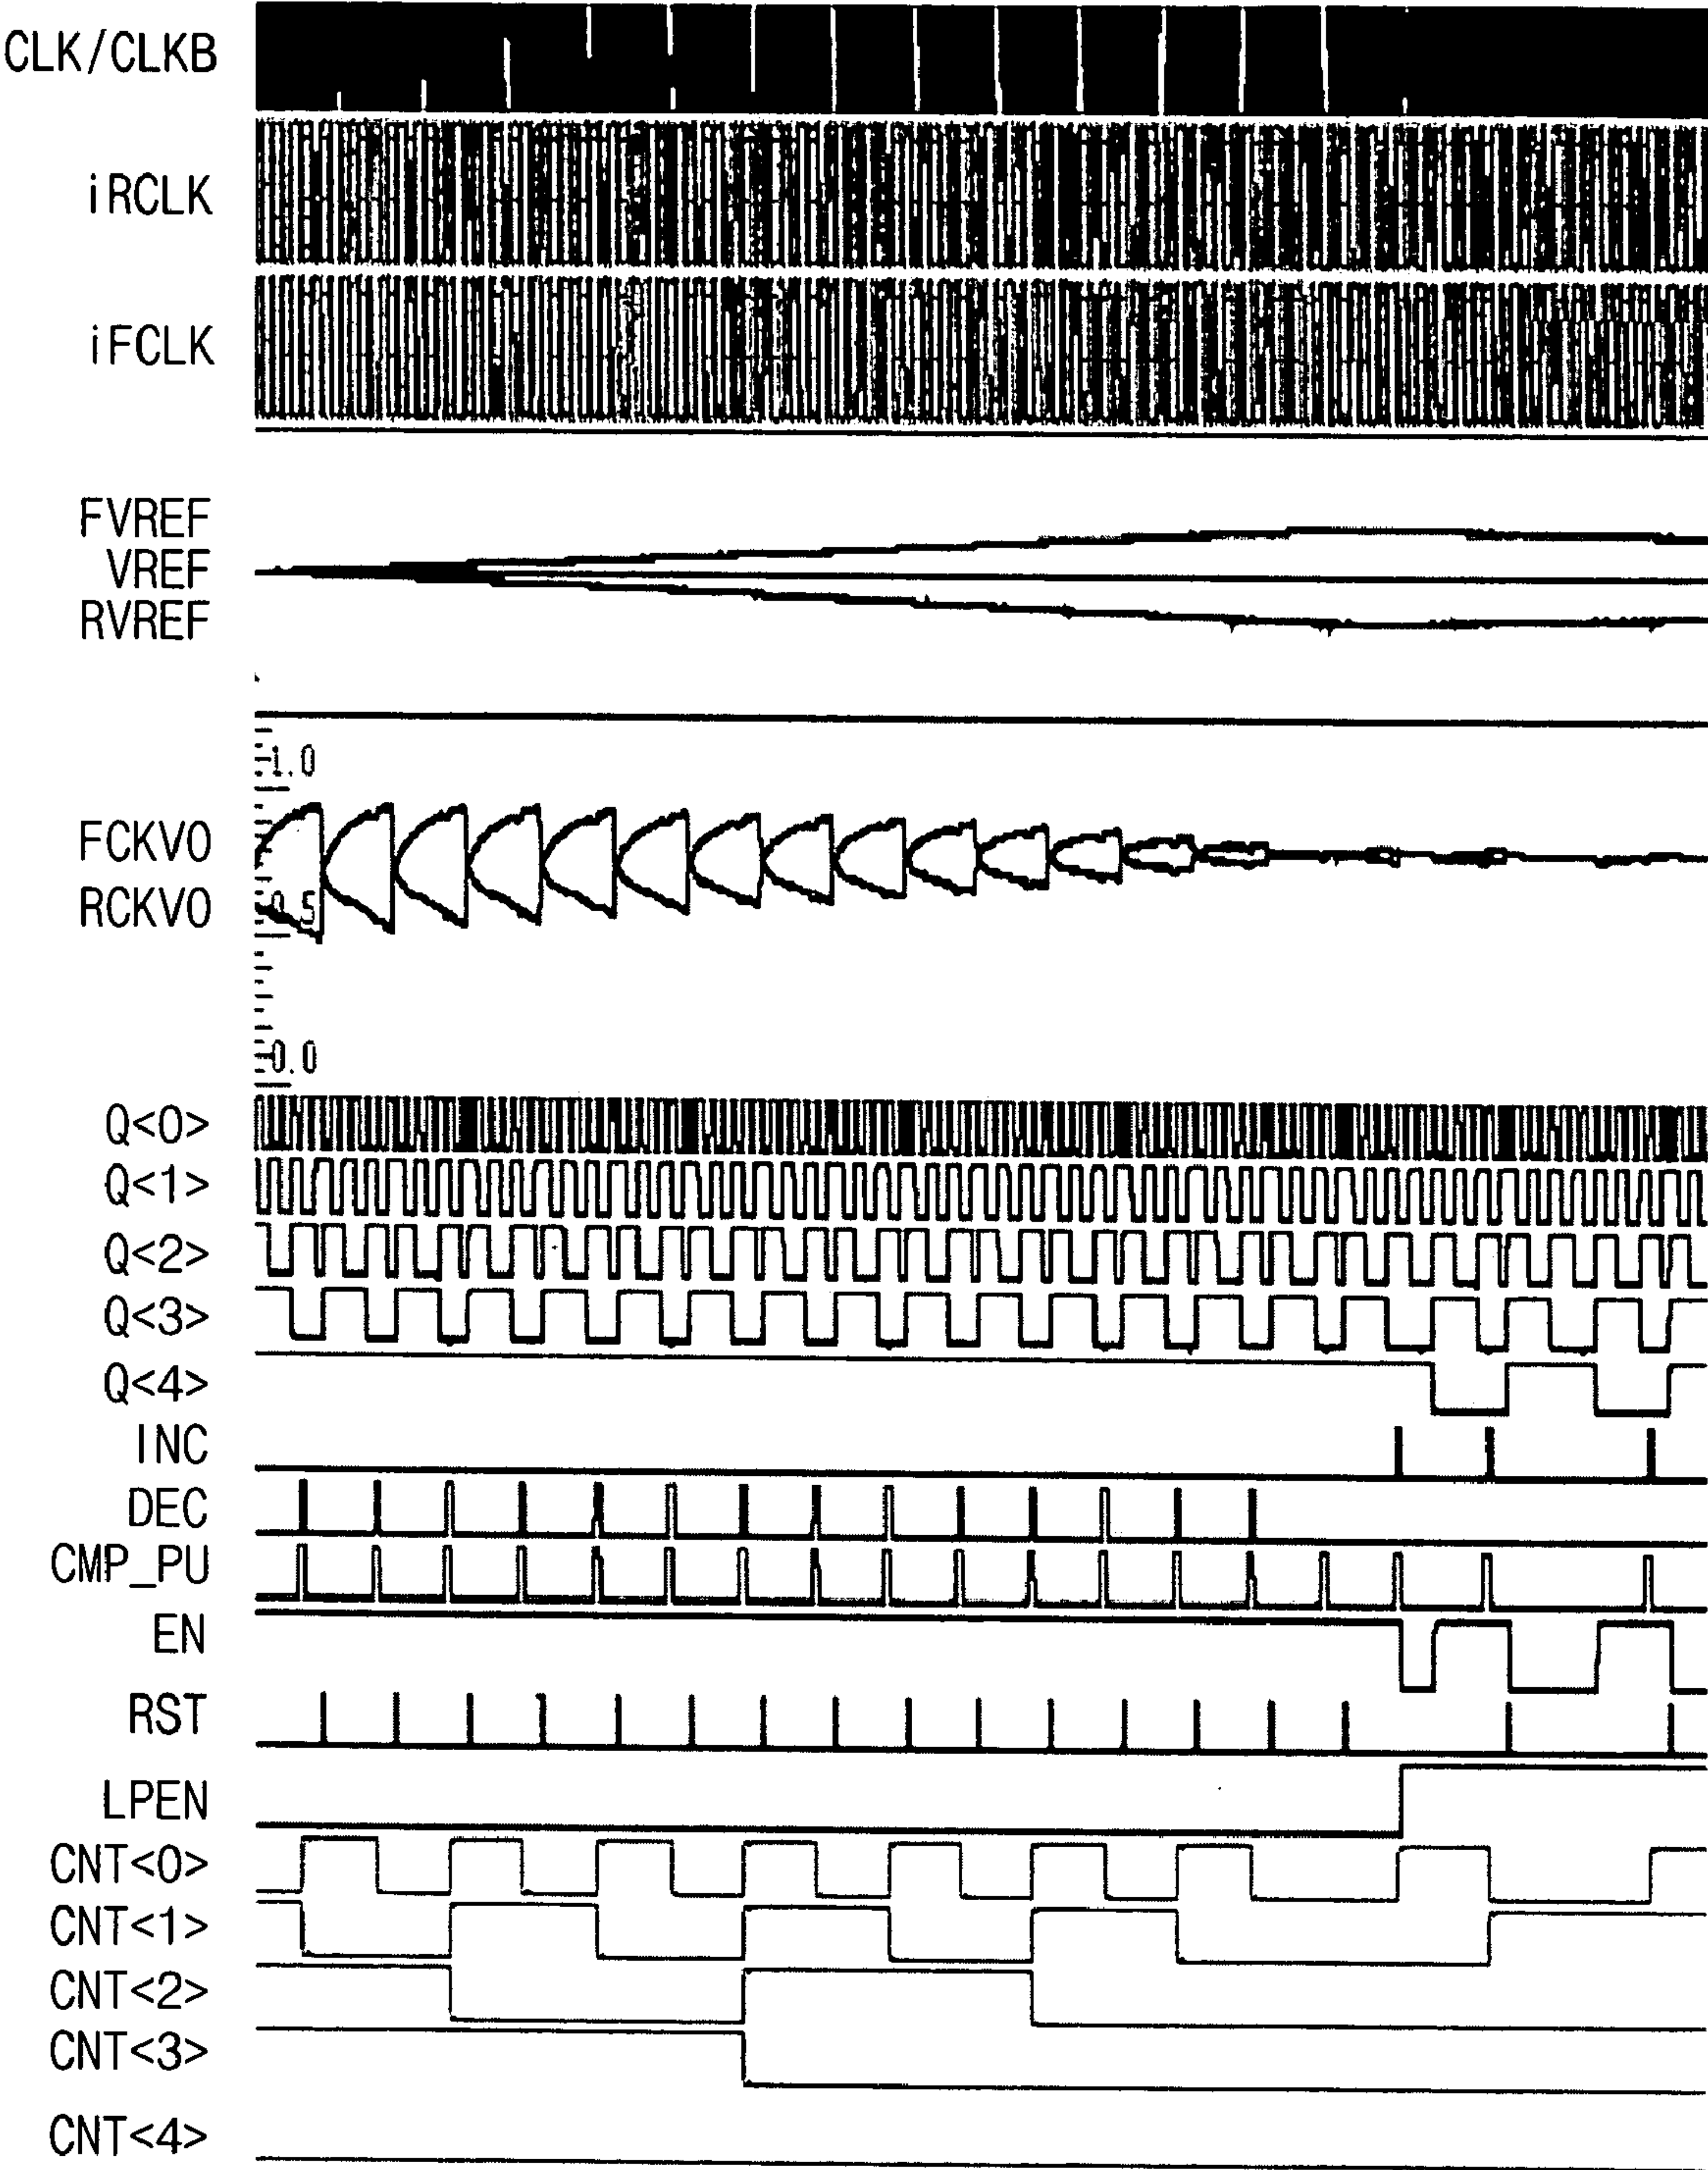 CLK/CLKB
iRCLK
iFCLK
FVREF
VREF
RVREF
1.0
FCKVO
RCKVO
0.5
0.0
Q<0>
Q<1>
Q<2>
Q<3>
Q<4>
INC
DEC
CMP_PU
EN
RST
LPEN
CNT<0>
CNT<1>
CNT<2>
CNT<3>
CNT<4>